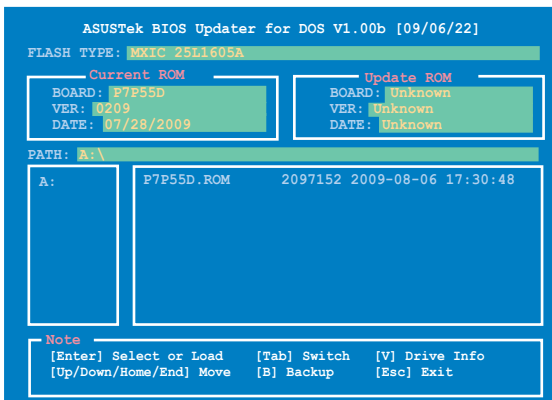 ASUSTek BIOS Updater for DOS V1.00b [09/06/22]
FLASH TYPE: MXIC 25L1605A
Current ROM
BOARD: P7P55D
VER: 0209
DATE: 07/28/2009
Update ROM
BOARD: Unknown
VER: Unknown
DATE: Unknown
PATH: A:\
A:
P7P55D.ROM 2097152 2009-08-06 17:30:48
Note
[Enter] Select or Load [Tab] Switch [V] Drive Info
[Up/Down/Home/End] Move [B] Backup [Esc] Exit